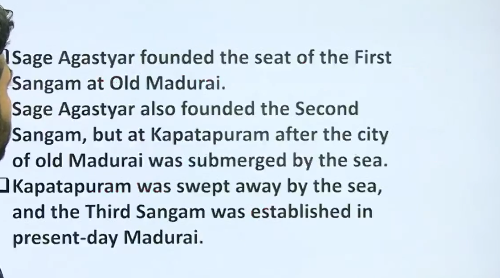 Sage Agastyar founded the seat of the First
Sangam at Old Madurai.
Sage Agastyar also founded the Second
Sangam, but at Kapatapuram after the city
of old Madurai was submerged by the sea.
Kapatapuram was swept away by the sea,
and the Third Sangam was established in
present-day Madurai.